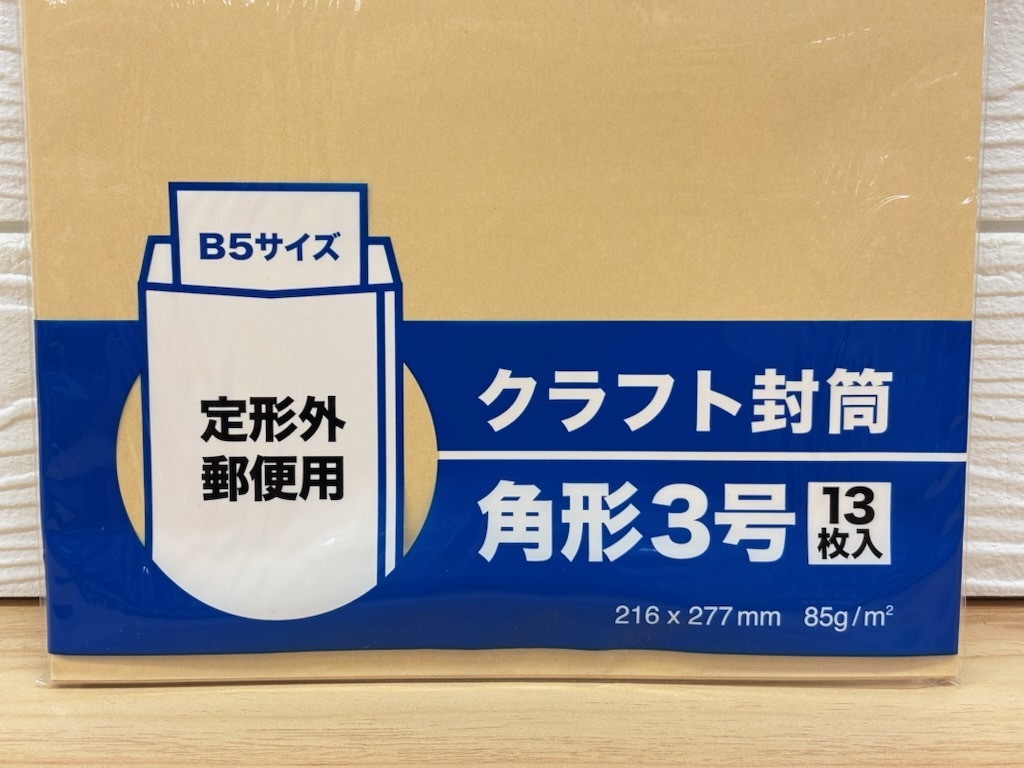 B5サイズ
定形外
郵便用
クラフト封筒
角形3号
13
枚入
216 x 277 mm 85g/m²